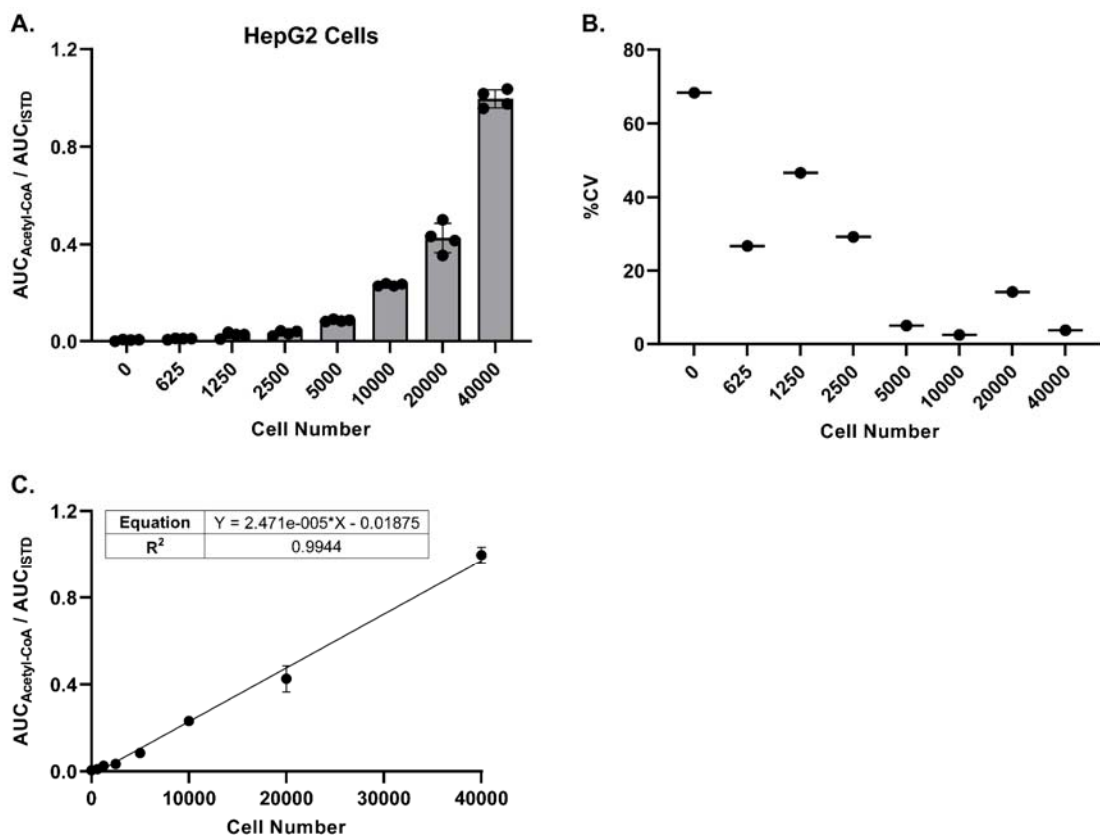 A.
HepG2 Cells
AUCAcetyl-CoA / AUCISTD
1.2
0.8
0.4
0.0
0
625
1250
2500
5000
10000
20000
40000
Cell Number
B.
%CV
80
60
40
20
0
0
625
1250
2500
5000
10000
20000
40000
Cell Number
C.
AUCAcetyl-CoA / AUCISTD
1.2
0.8
0.4
0.0
Equation Y = 2.471e-005*X - 0.01875
R² 0.9944
0 10000 20000 30000 40000
Cell Number